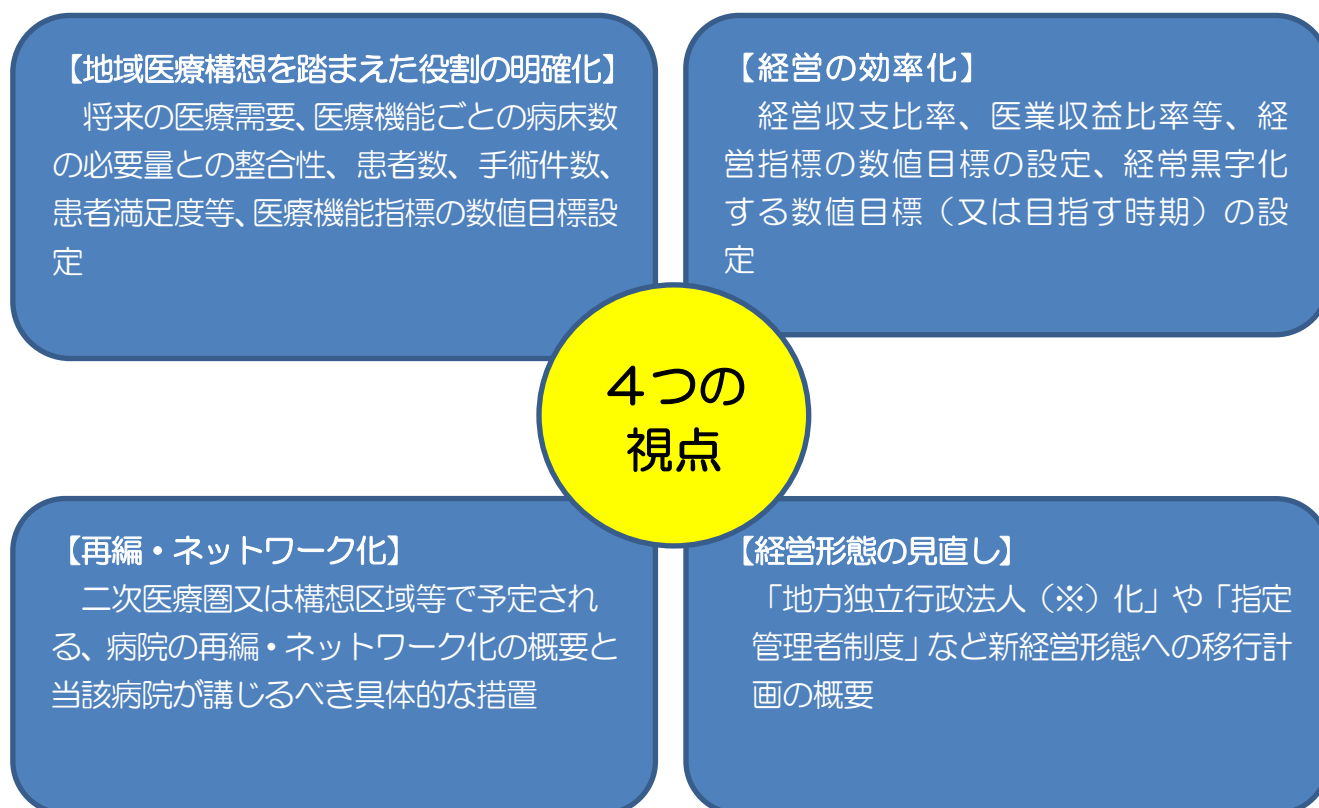 【地域医療構想を踏まえた役割の明確化】
　将来の医療需要、医療機能ごとの病床数
の必要量との整合性、患者数、手術件数、
患者満足度等、医療機能指標の数値目標設
定
【経営の効率化】
　経営収支比率、医業収益比率等、経
営指標の数値目標の設定、経常黒字化
する数値目標（又は目指す時期）の設
定
４つの
視点
【再編・ネットワーク化】
　二次医療圏又は構想区域等で予定され
る、病院の再編・ネットワーク化の概要と
当該病院が講じるべき具体的な措置
【経営形態の見直し】
「地方独立行政法人（※）化」や「指定
管理者制度」など新経営形態への移行計
画の概要